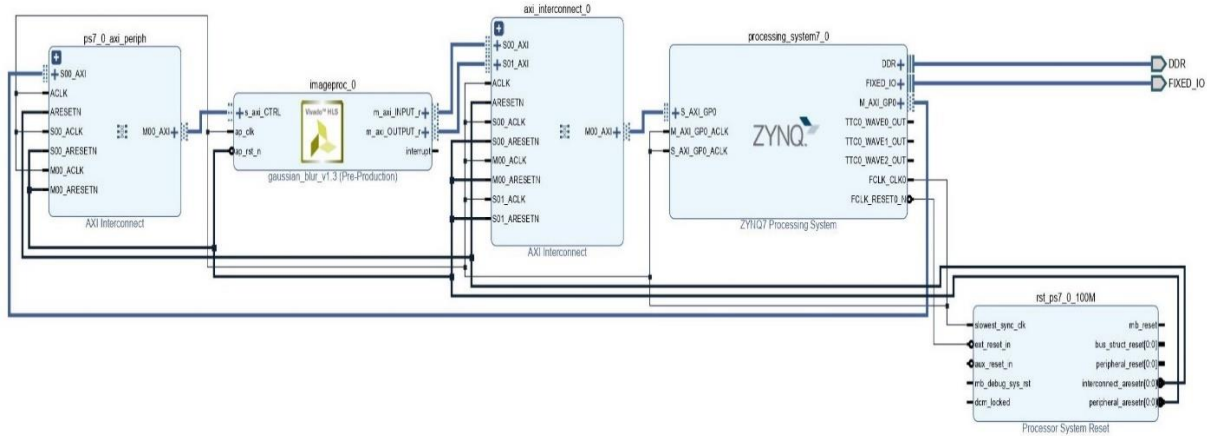 ps7_0_axi_periph
S00_AXI
ACLK
ARESETN
S00_ACLK
S00_ARESETN
M00_ACLK
M00_ARESETN
M00_AXI
AXI Interconnect
imageproc_0
s_axi_CTRL
ap_clk
ap_rst_n
Vivado™ HLS
m_axi_INPUT_r
m_axi_OUTPUT_r
interrupt
gaussian_blur_v1.3 (Pre-Production)
axi_interconnect_0
S00_AXI
S01_AXI
ACLK
ARESETN
S00_ACLK
S00_ARESETN
M00_ACLK
M00_ARESETN
S01_ACLK
S01_ARESETN
M00_AXI
AXI Interconnect
processing_system7_0
S_AXI_GP0
M_AXI_GP0_ACLK
S_AXI_GP0_ACLK
ZYNQ
DDR
FIXED_IO
M_AXI_GP0
TTC0_WAVE0_OUT
TTC0_WAVE1_OUT
TTC0_WAVE2_OUT
FCLK_CLK0
FCLK_RESET0_N
ZYNQ7 Processing System
DDR
FIXED_IO
rst_ps7_0_100M
slowest_sync_clk
ext_reset_in
aux_reset_in
mb_debug_sys_rst
dcm_locked
mb_reset
bus_struct_reset[0:0]
peripheral_reset[0:0]
interconnect_aresetn[0:0]
peripheral_aresetn[0:0]
Processor System Reset